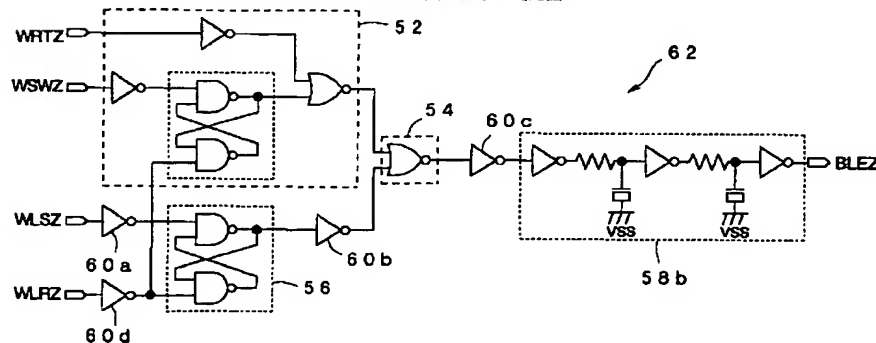 52
WRTZ
62
WSWZ
54
60c
BLEZ
VSS
VSS
58b
WLSZ
60a
60b
56
WLRZ
60d